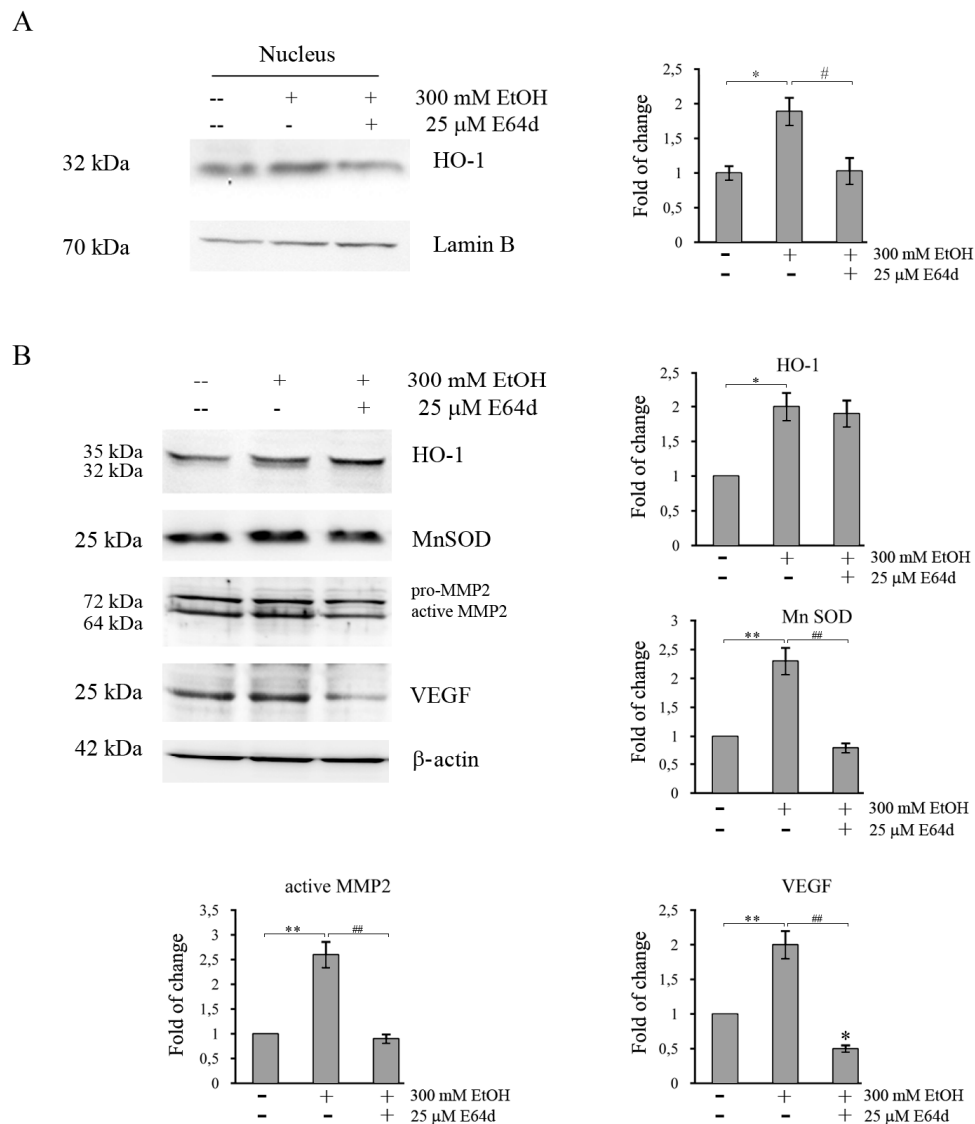 A
Nucleus
-- + + 300 mM EtOH
-- - + 25 µM E64d
32 kDa HO-1
70 kDa Lamin B
Fold of change
2,5
2
1,5
1
0,5
0
* #
- + + 300 mM EtOH
- - + 25 µM E64d
B
-- + + 300 mM EtOH
-- - + 25 µM E64d
35 kDa
32 kDa
HO-1
25 kDa MnSOD
72 kDa
64 kDa
pro-MMP2
active MMP2
25 kDa VEGF
42 kDa β-actin
HO-1
Fold of change
2,5
2
1,5
1
0,5
0
*
- + + 300 mM EtOH
- - + 25 µM E64d
Mn SOD
Fold of change
3
2,5
2
1,5
1
0,5
0
** ##
- + + 300 mM EtOH
- - + 25 µM E64d
active MMP2
Fold of change
3,5
3
2,5
2
1,5
1
0,5
0
** ##
- + + 300 mM EtOH
- - + 25 µM E64d
VEGF
Fold of change
2,5
2
1,5
1
0,5
0
** ##
*
- + + 300 mM EtOH
- - + 25 µM E64d